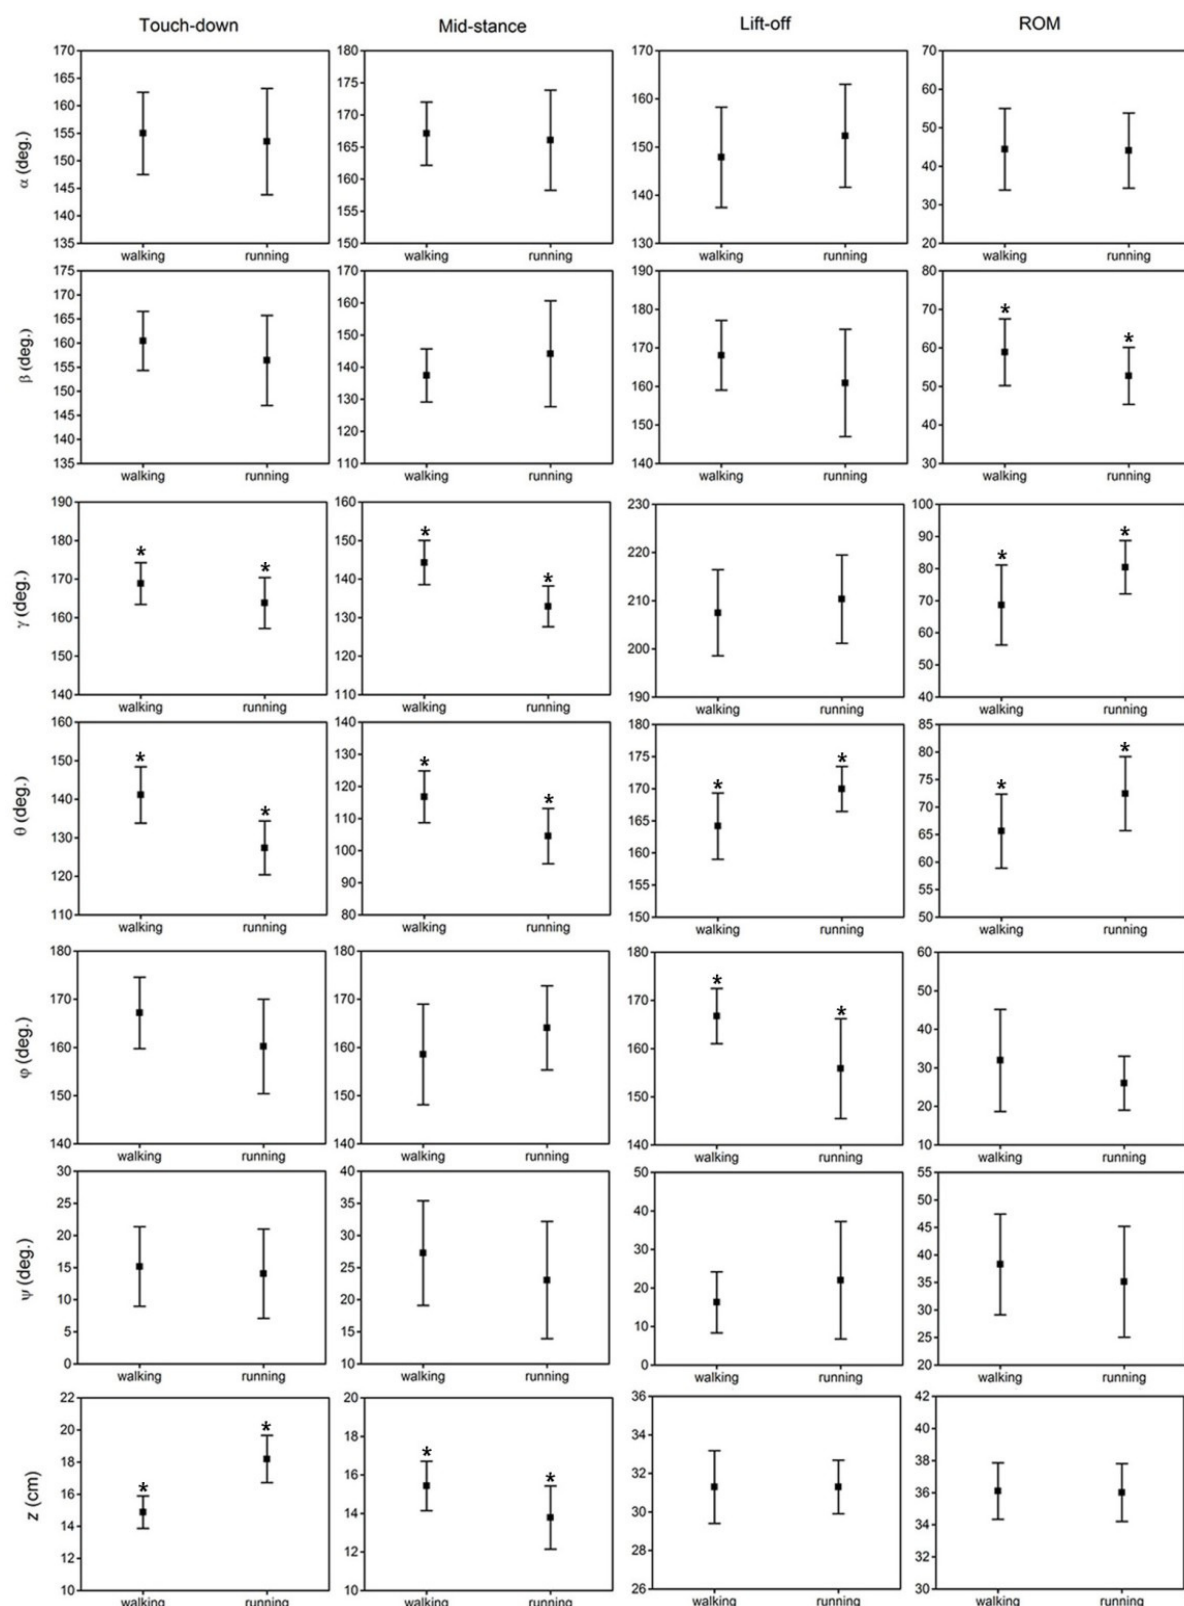 Touch-down Mid-stance Lift-off ROM
170 180 170 70
165 175 160 60
160 170 150 50
155 165 140 40
150 160 130 30
145 155 20
140 150
135
α (deg.)
walking running walking running walking running walking running
175 170 190 80
170 160 180 70
165 150 170 60
160 140 160 50
155 130 150 40
150 120 140 30
145 110
140
135
β (deg.)
* *
walking running walking running walking running walking running
190 160 230 100
180 150 220 90
170 140 210 80
160 130 200 70
150 120 190 60
140 110 50
40
γ (deg.)
* * * * * *
walking running walking running walking running walking running
160 140 180 85
150 130 175 80
140 120 170 75
130 110 165 70
120 100 160 65
110 90 155 60
80 150 55
50
θ (deg.)
* * * * * * * *
walking running walking running walking running walking running
180 180 180 60
170 170 170 50
160 160 160 40
150 150 150 30
140 140 140 20
10
φ (deg.)
* *
walking running walking running walking running walking running
30 40 50 55
25 35 40 50
20 30 30 45
15 25 20 40
10 20 10 35
5 15 0 30
0 10 25
20
ψ (deg.)
walking running walking running walking running walking running
22 20 36 42
20 18 34 40
18 16 32 38
16 14 30 36
14 12 28 34
12 10 26 32
10 30
z (cm)
* * * *
walking running walking running walking running walking running